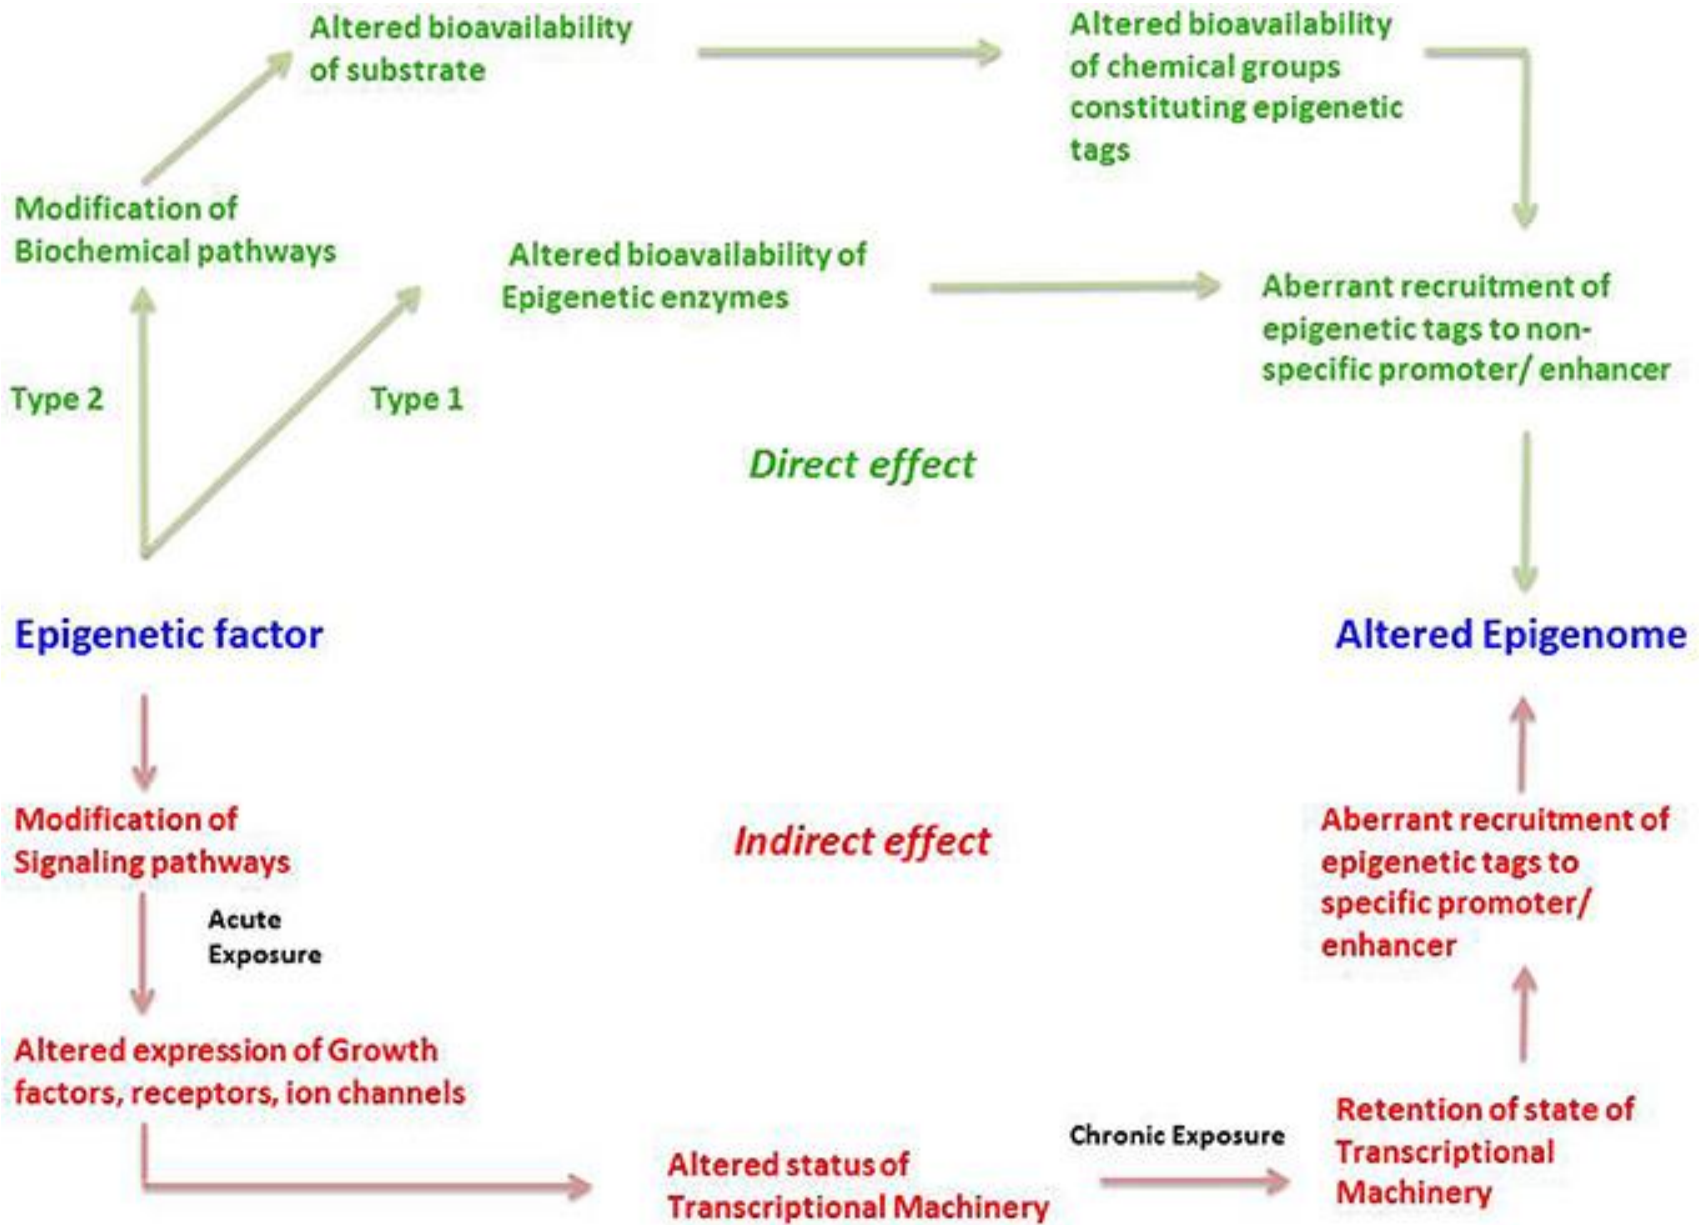 Altered bioavailability
of substrate
Altered bioavailability
of chemical groups
constituting epigenetic
tags
Modification of
Biochemical pathways
Altered bioavailability of
Epigenetic enzymes
Aberrant recruitment of
epigenetic tags to non-
specific promoter/ enhancer
Type 2
Type 1
Direct effect
Epigenetic factor
Altered Epigenome
Modification of
Signaling pathways
Indirect effect
Aberrant recruitment of
epigenetic tags to
specific promoter/
enhancer
Acute
Exposure
Altered expression of Growth
factors, receptors, ion channels
Altered status of
Transcriptional Machinery
Chronic Exposure
Retention of state of
Transcriptional
Machinery